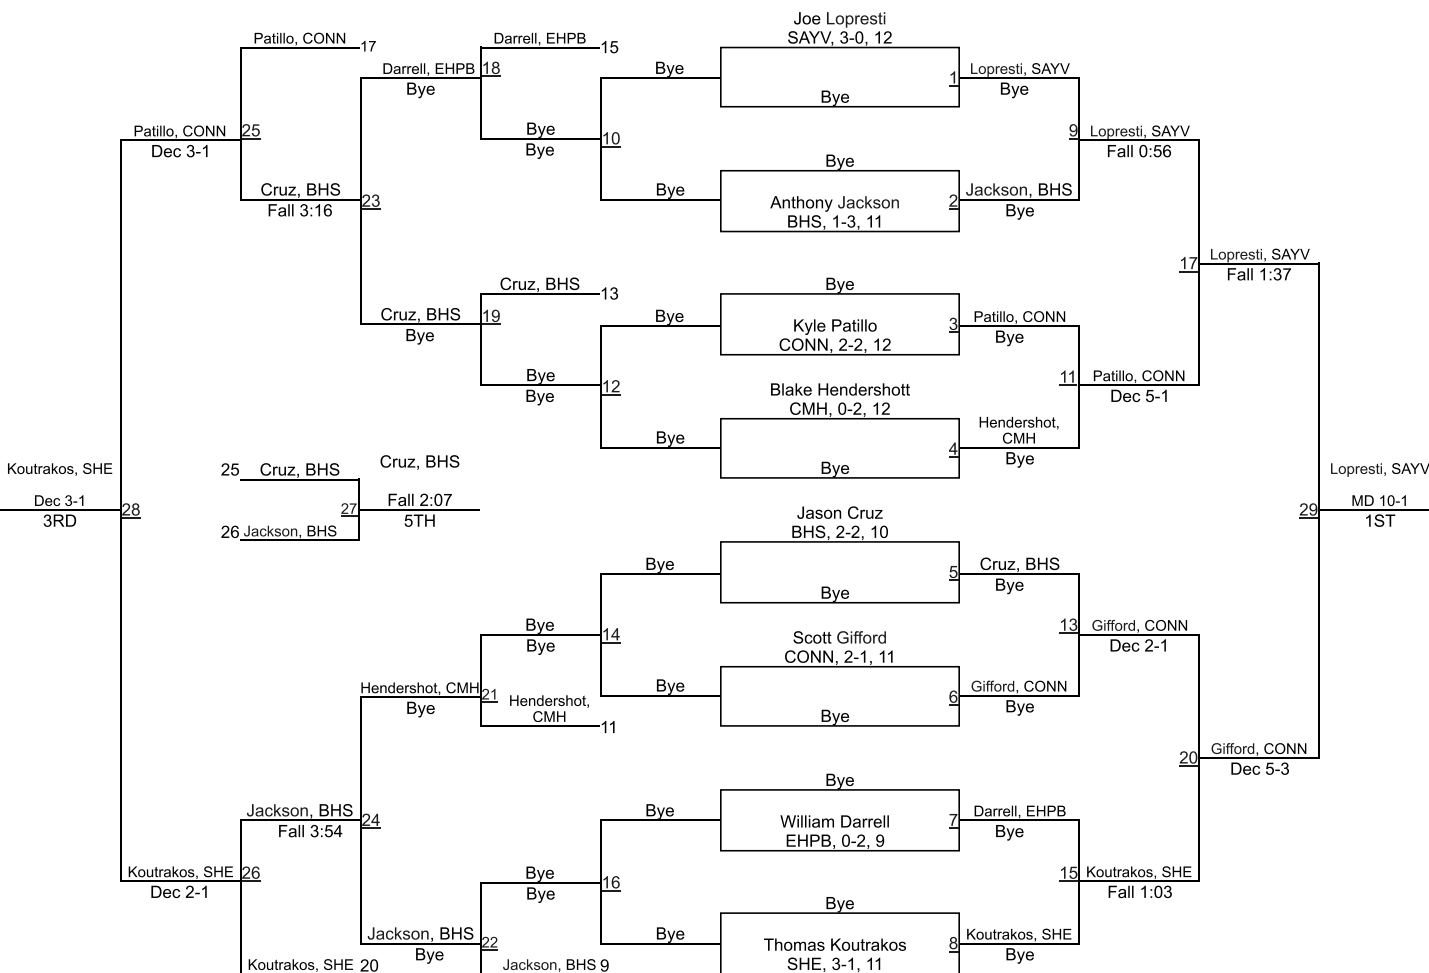 Joe Lopresti
SAYV, 3-0, 12
Patillo, CONN 17
Darrell, EHPB 15
Darrell, EHPB 18
Bye
Bye
1
Lopresti, SAYV
Bye
Bye
Patillo, CONN 25
Dec 3-1
Bye
Bye
10
9
Lopresti, SAYV
Fall 0:56
Bye
Cruz, BHS
Fall 3:16
23
Bye
Anthony Jackson
BHS, 1-3, 11
2
Jackson, BHS
Bye
17
Lopresti, SAYV
Fall 1:37
Cruz, BHS 13
Bye
Cruz, BHS 19
Bye
Bye
Kyle Patillo
CONN, 2-2, 12
3
Patillo, CONN
Bye
Bye
Bye
12
11
Patillo, CONN
Dec 5-1
Blake Hendershott
CMH, 0-2, 12
Bye
4
Hendershot,
CMH
Bye
Bye
Koutrakos, SHE
Dec 3-1
3RD
28
25 Cruz, BHS
26 Jackson, BHS
27
Cruz, BHS
Fall 2:07
5TH
29
Lopresti, SAYV
MD 10-1
1ST
Jason Cruz
BHS, 2-2, 10
Bye
Bye
5
Cruz, BHS
Bye
Bye
Bye
14
13
Gifford, CONN
Dec 2-1
Scott Gifford
CONN, 2-1, 11
Bye
Bye
6
Gifford, CONN
Bye
Hendershot, CMH 21
Bye
Hendershot,
CMH
11
20
Gifford, CONN
Dec 5-3
Bye
Jackson, BHS
Fall 3:54
24
Bye
William Darrell
EHPB, 0-2, 9
7
Darrell, EHPB
Bye
Koutrakos, SHE 26
Dec 2-1
Bye
Bye
16
15
Koutrakos, SHE
Fall 1:03
Bye
Jackson, BHS 22
Bye
Bye
Thomas Koutrakos
SHE, 3-1, 11
8
Koutrakos, SHE
Bye
Koutrakos, SHE 20
Jackson, BHS 9